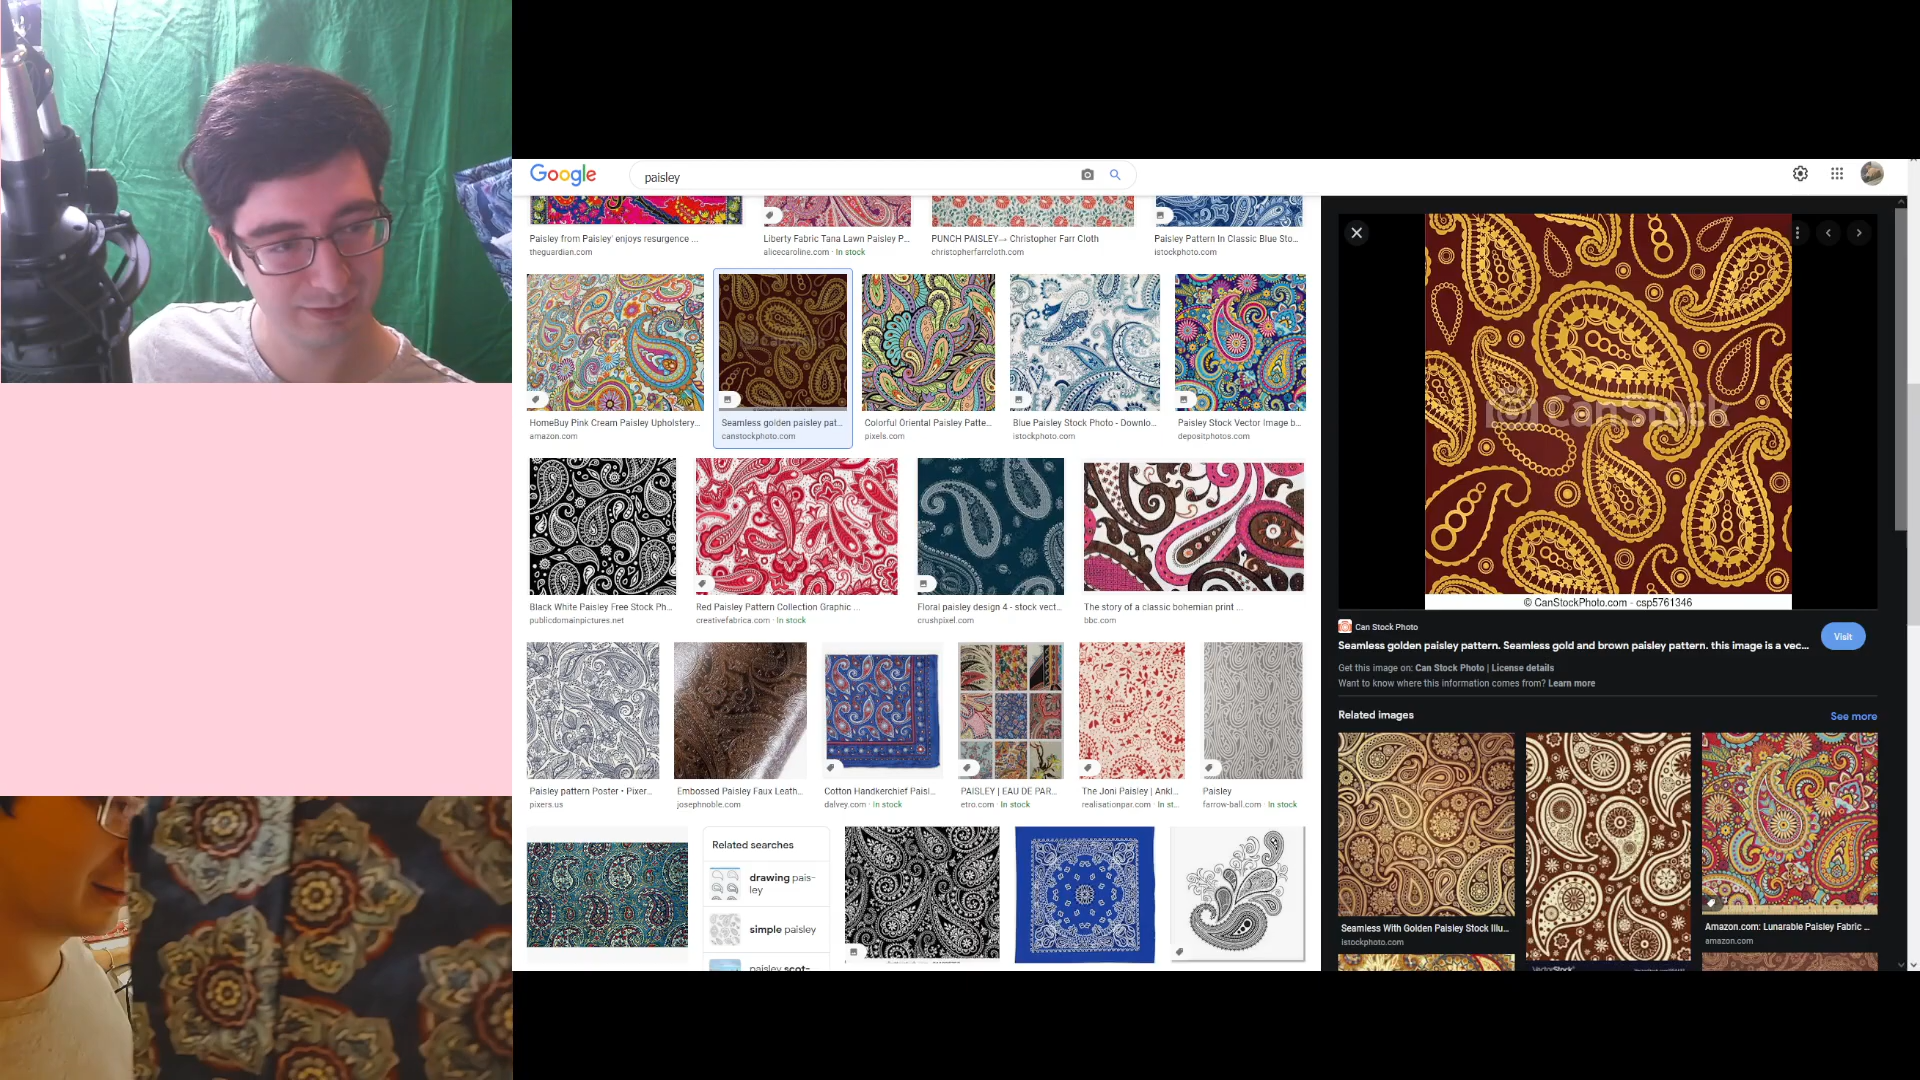 Google
paisley
Paisley from Paisley' enjoys resurgence ...
theguardian.com
Liberty Fabric Tana Lawn Paisley P...
alicecaroline.com · In stock
PUNCH PAISLEY— Christopher Farr Cloth
christopherfarrcloth.com
Paisley Pattern In Classic Blue Sto...
istockphoto.com
HomeBuy Pink Cream Paisley Upholstery...
amazon.com
Seamless golden paisley pat...
canstockphoto.com
Colorful Oriental Paisley Patte...
pixels.com
Blue Paisley Stock Photo - Downlo...
istockphoto.com
Paisley Stock Vector Image b...
depositphotos.com
Black White Paisley Free Stock Ph...
publicdomainpictures.net
Red Paisley Pattern Collection Graphic ...
creativefabrica.com · In stock
Floral paisley design 4 - stock vect...
crushpixel.com
The story of a classic bohemian print ...
bbc.com
Paisley pattern Poster • Pixer...
pixers.us
Embossed Paisley Faux Leath...
josephnoble.com
Cotton Handkerchief Paisl...
dalvey.com · In stock
PAISLEY | EAU DE PAR...
etro.com · In stock
The Joni Paisley | Anki...
realisationpar.com · In st...
Paisley
farrow-ball.com · In stock
Related searches
drawing pais-
ley
simple paisley
paisley scot-
CanStock
© CanStockPhoto.com - csp5761346
Can Stock Photo
Seamless golden paisley pattern. Seamless gold and brown paisley pattern. this image is a vec...
Visit
Get this image on: Can Stock Photo | License details
Want to know where this information comes from? Learn more
Related images
See more
Seamless With Golden Paisley Stock Illu...
istockphoto.com
VectorStock
Amazon.com: Lunarable Paisley Fabric ...
amazon.com